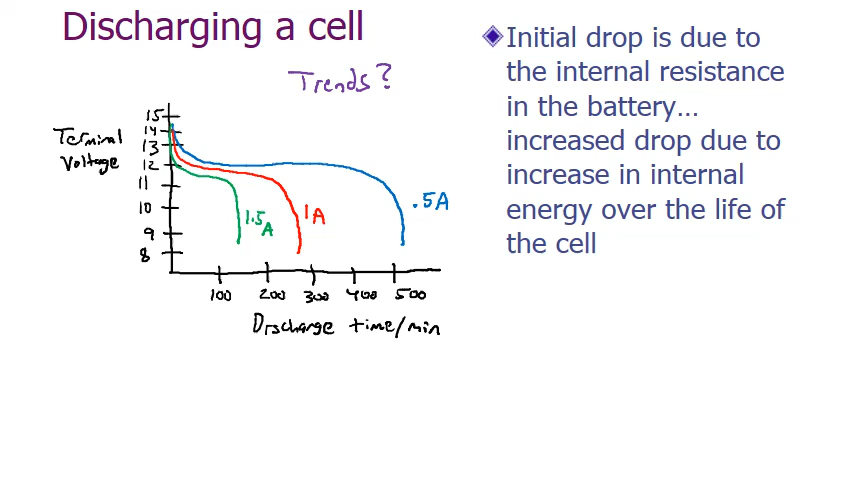 Discharging a cell
Trends?
Terminal
Voltage
15
14
13
12
11
10
9
8
1.5A
1A
.5A
100 200 300 400 500
Discharge time/min
Initial drop is due to
the internal resistance
in the battery…
increased drop due to
increase in internal
energy over the life of
the cell